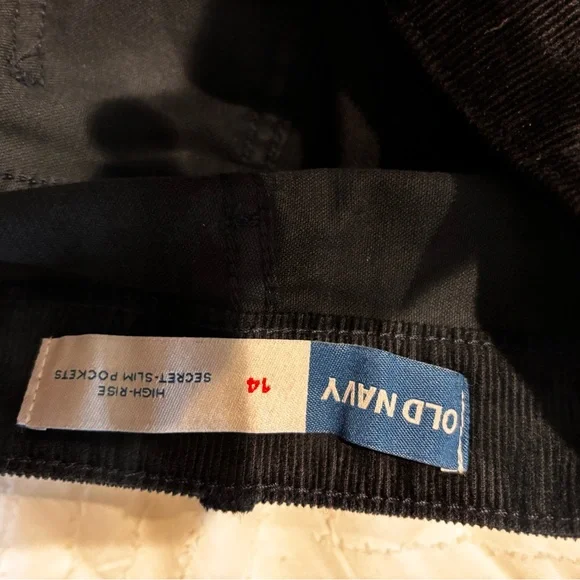 OLD NAVY
14
HIGH-RISE
SECRET-SLIM POCKETS